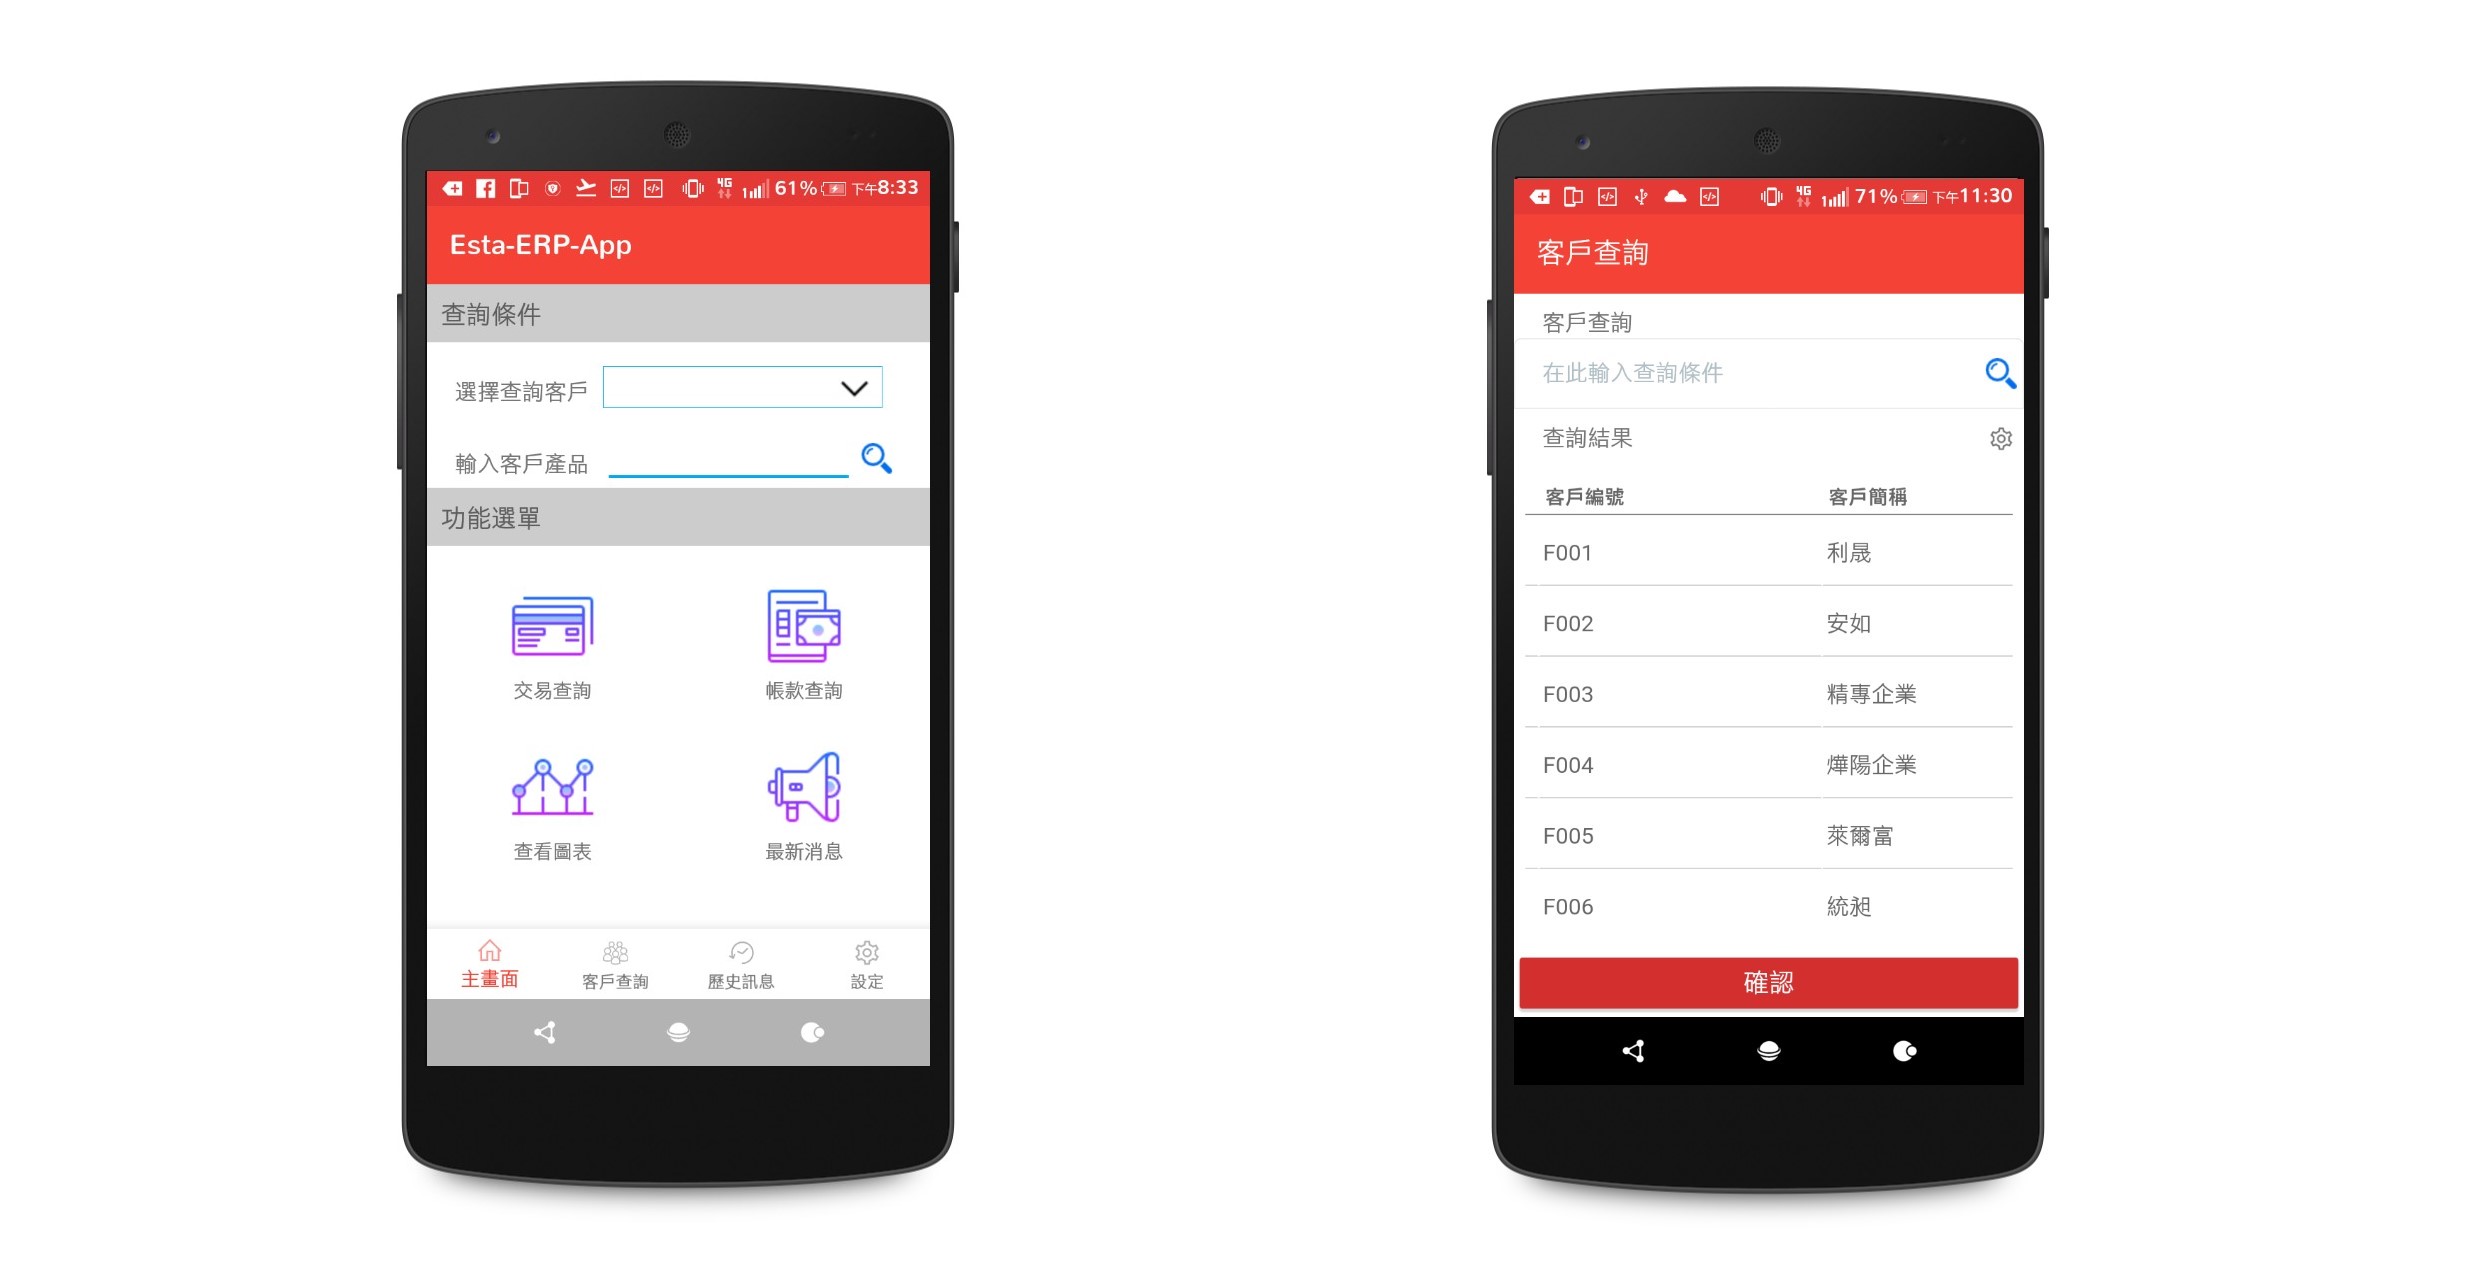 4G 61% 下午8:33
Esta-ERP-App
查詢條件
選擇查詢客戶
輸入客戶產品
功能選單
交易查詢 帳款查詢
查看圖表 最新消息
主畫面 客戶查詢 歷史訊息 設定
4G 71% 下午11:30
客戶查詢
客戶查詢
在此輸入查詢條件
查詢結果
客戶編號 客戶簡稱
F001 利晟
F002 安如
F003 精專企業
F004 燁陽企業
F005 萊爾富
F006 統昶
確認